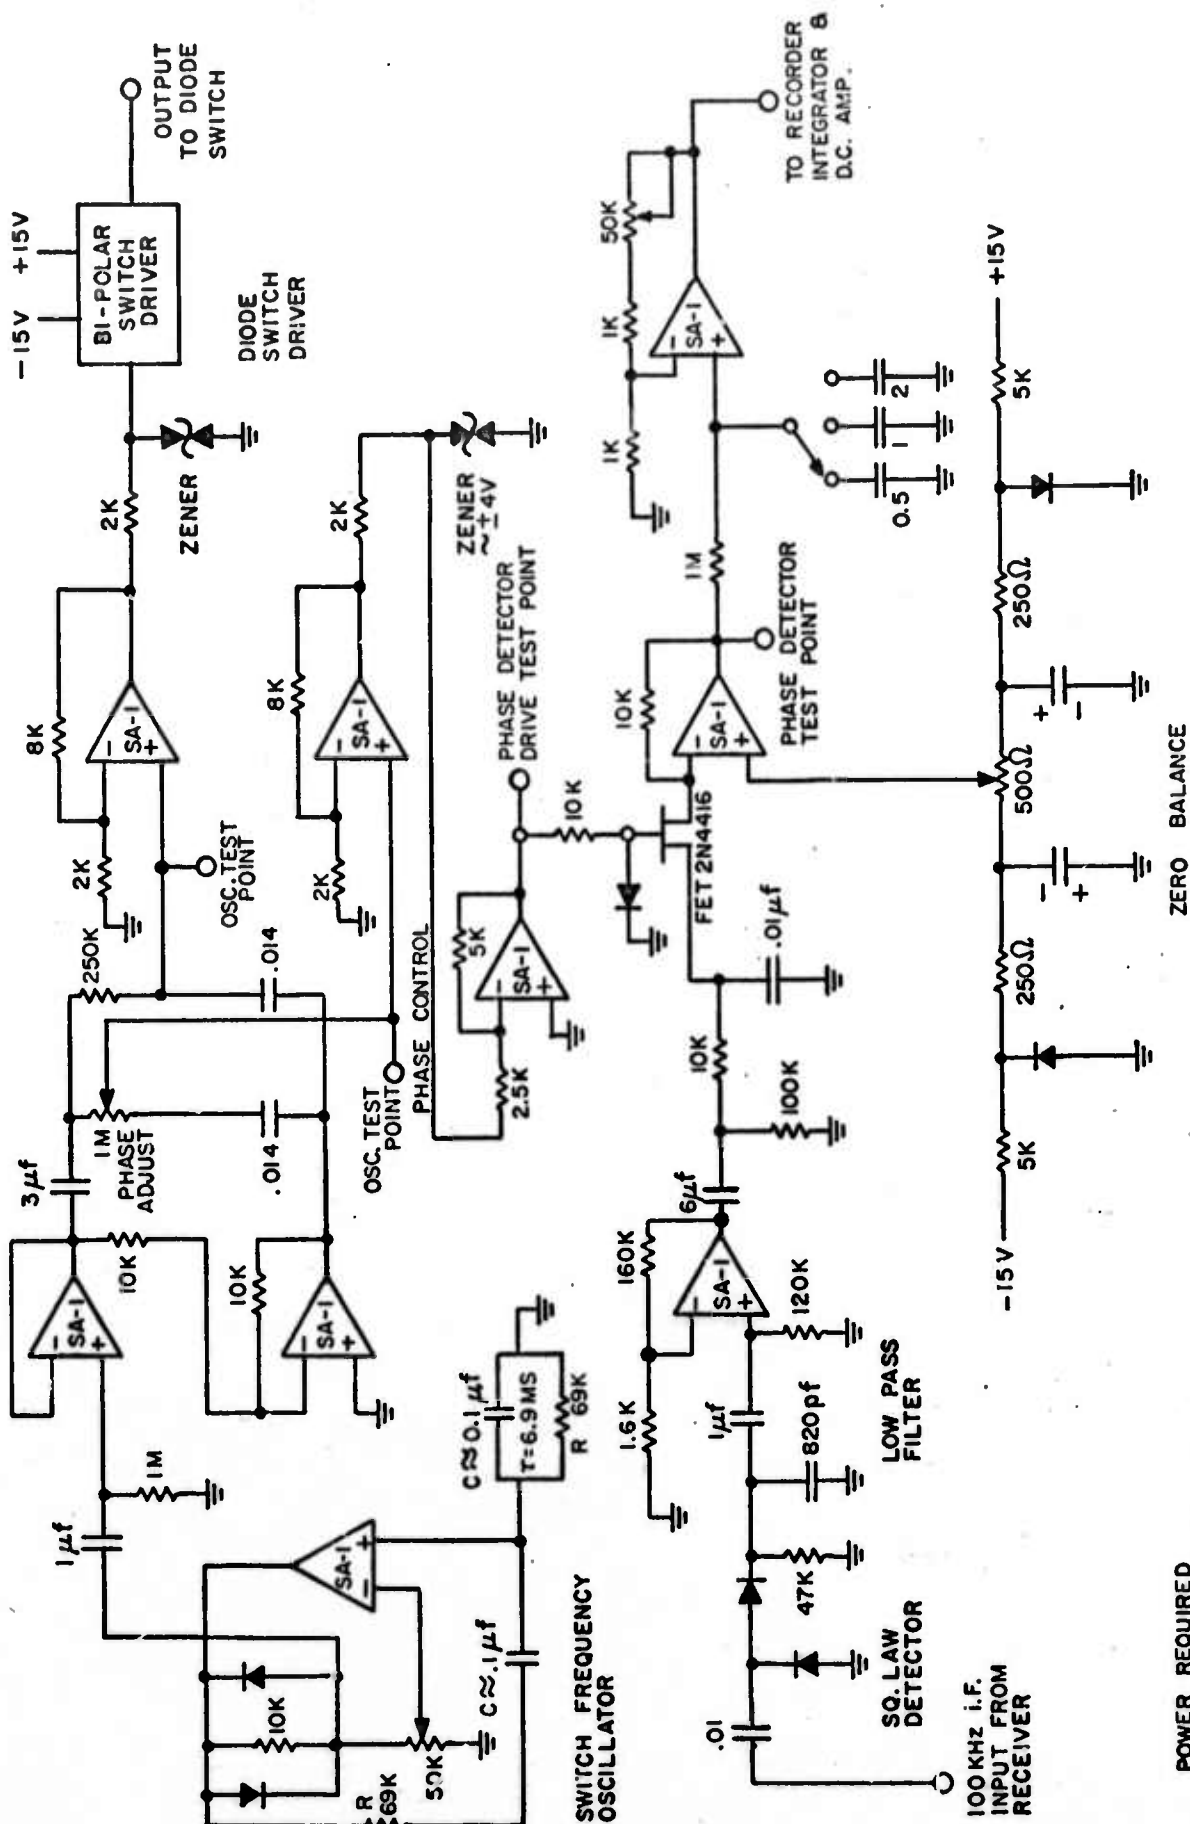 -15V +15V
BI-POLAR
SWITCH
DRIVER
OUTPUT
TO DIODE
SWITCH
DIODE
SWITCH
DRIVER
2K
ZENER
8K
SA-1
- +
2K
OSC. TEST
POINT
250K
.014
3µf
1M
PHASE
ADJUST
.014
10K
SA-1
- +
10K
SA-1
- +
1µf
1M
2K
8K
SA-1
- +
2K
OSC. TEST
POINT
PHASE CONTROL
ZENER
≈±4V
PHASE DETECTOR
DRIVE TEST POINT
5K
SA-1
- +
2.5K
10K
FET 2N4416
.01µf
10K
100K
10K
SA-1
- +
PHASE DETECTOR
TEST POINT
1M
1K
1K
50K
SA-1
- +
TO RECORDER
INTEGRATOR &
D.C. AMP.
0.5
1
2
SA-1
- +
10K
50K
R
69K
C≈.1µf
C≈0.1µf
T=6.9MS
R 69K
SWITCH FREQUENCY
OSCILLATOR
6µf
160K
1.6K
SA-1
- +
120K
1µf
820pf
LOW PASS
FILTER
47K
SQ. LAW
DETECTOR
.01
100KHz I.F.
INPUT FROM
RECEIVER
-15V
5K
250Ω
- +
500Ω
+ -
250Ω
5K
+15V
ZERO BALANCE
POWER REQUIRED